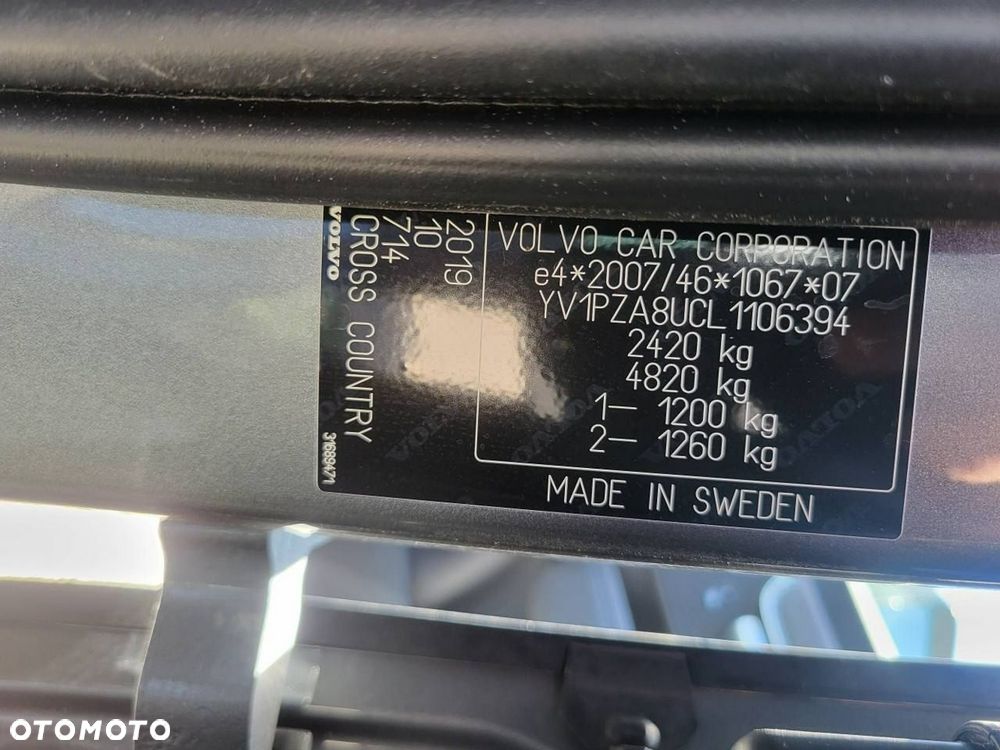 VOLVO CAR CORPORATION
e4*2007/46*1067*07
YV1PZA8UCL1106394
2420 kg
4820 kg
1– 1200 kg
2– 1260 kg
MADE IN SWEDEN
2019
10
714
CROSS COUNTRY
VOLVO
31689471
OTOMOTO